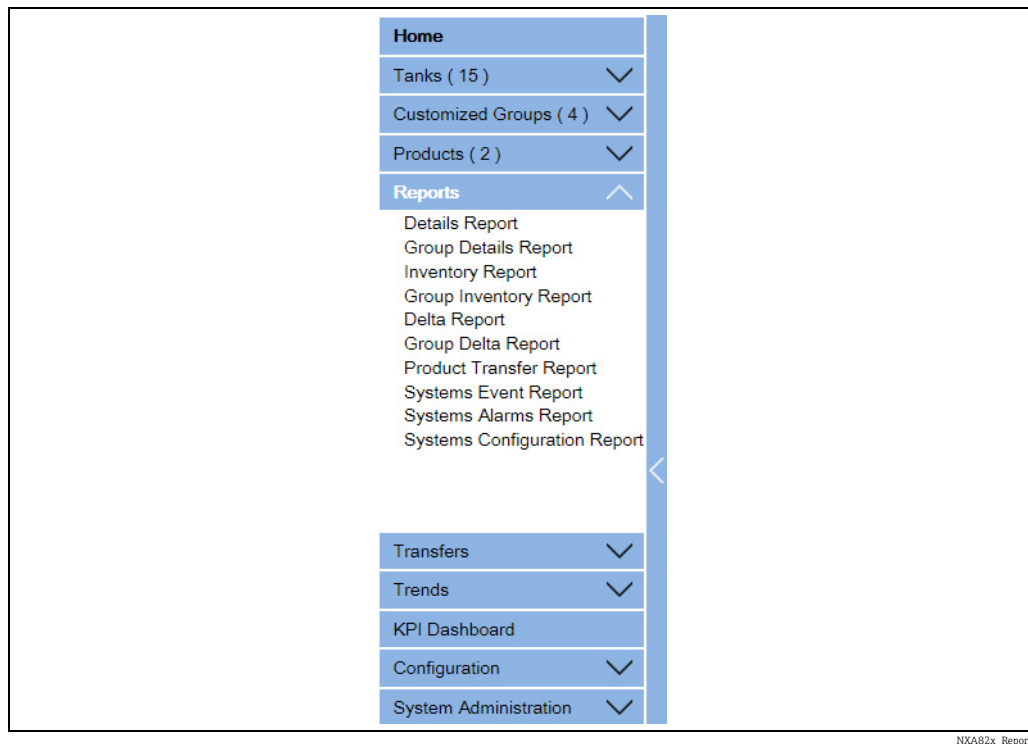 Home
Tanks ( 15 )
Customized Groups ( 4 )
Products ( 2 )
Reports
Details Report
Group Details Report
Inventory Report
Group Inventory Report
Delta Report
Group Delta Report
Product Transfer Report
Systems Event Report
Systems Alarms Report
Systems Configuration Report
Transfers
Trends
KPI Dashboard
Configuration
System Administration
NXA82x_Repor